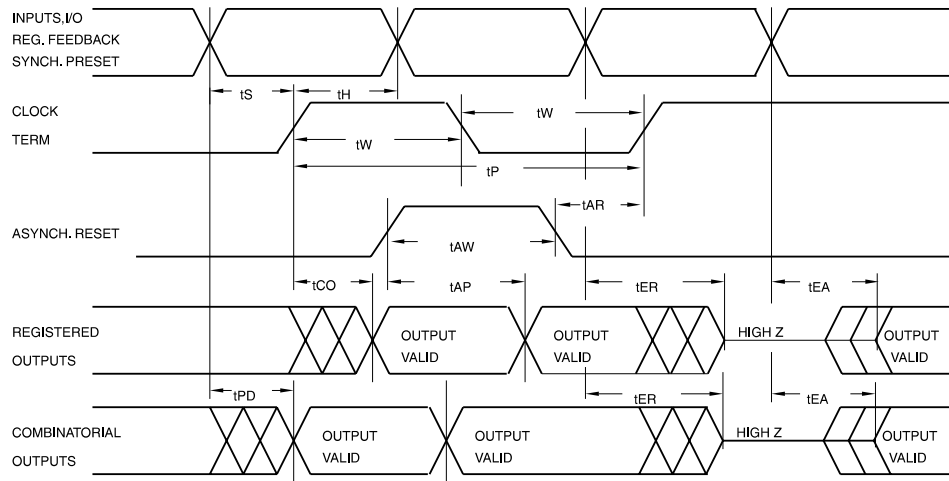 INPUTS,I/O
REG. FEEDBACK
SYNCH. PRESET
tS
tH
CLOCK
TERM
tW
tW
tP
tAR
ASYNCH. RESET
tAW
tCO
tAP
tER
tEA
REGISTERED
OUTPUTS
OUTPUT
VALID
OUTPUT
VALID
HIGH Z
OUTPUT
VALID
tPD
tER
tEA
COMBINATORIAL
OUTPUTS
OUTPUT
VALID
OUTPUT
VALID
HIGH Z
OUTPUT
VALID